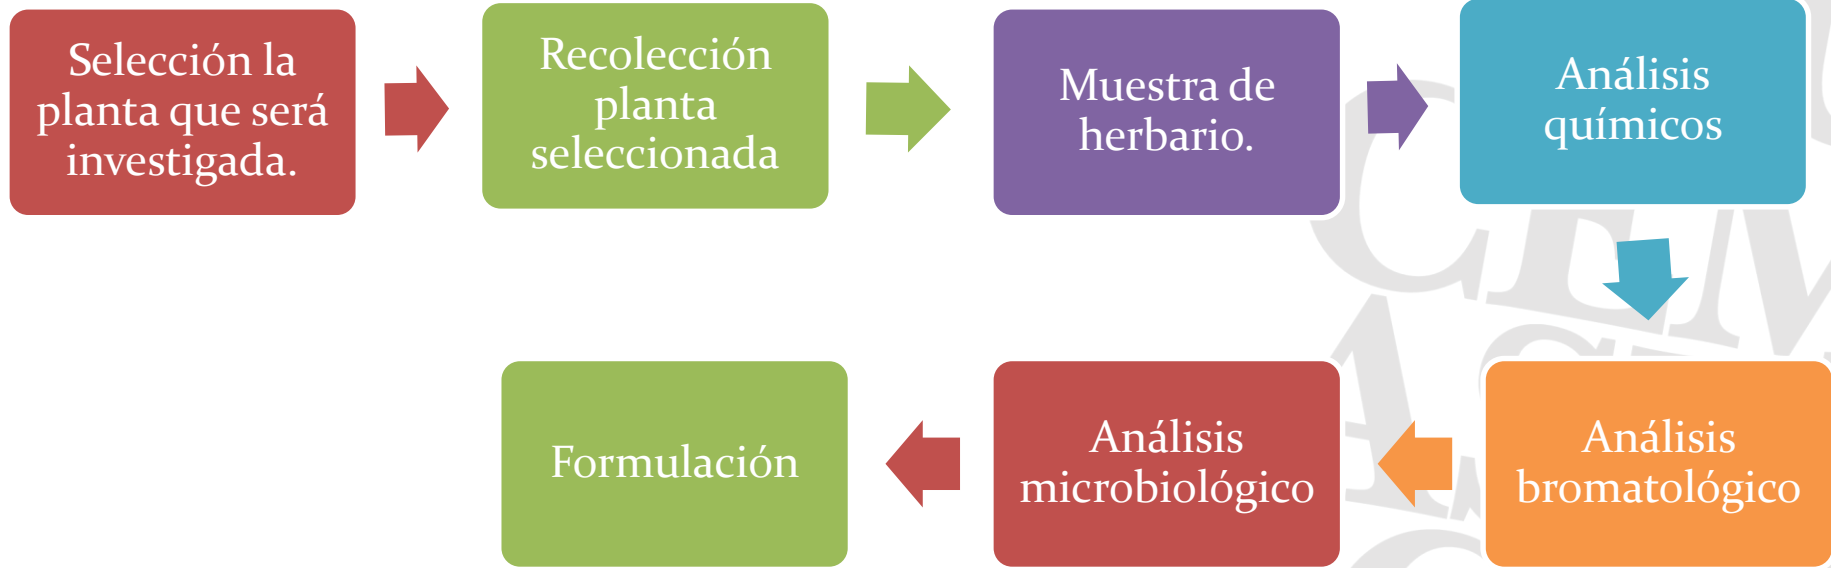 Selección la
planta que será
investigada.
Recolección
planta
seleccionada
Muestra de
herbario.
Análisis
químicos
Análisis
bromatológico
Análisis
microbiológico
Formulación